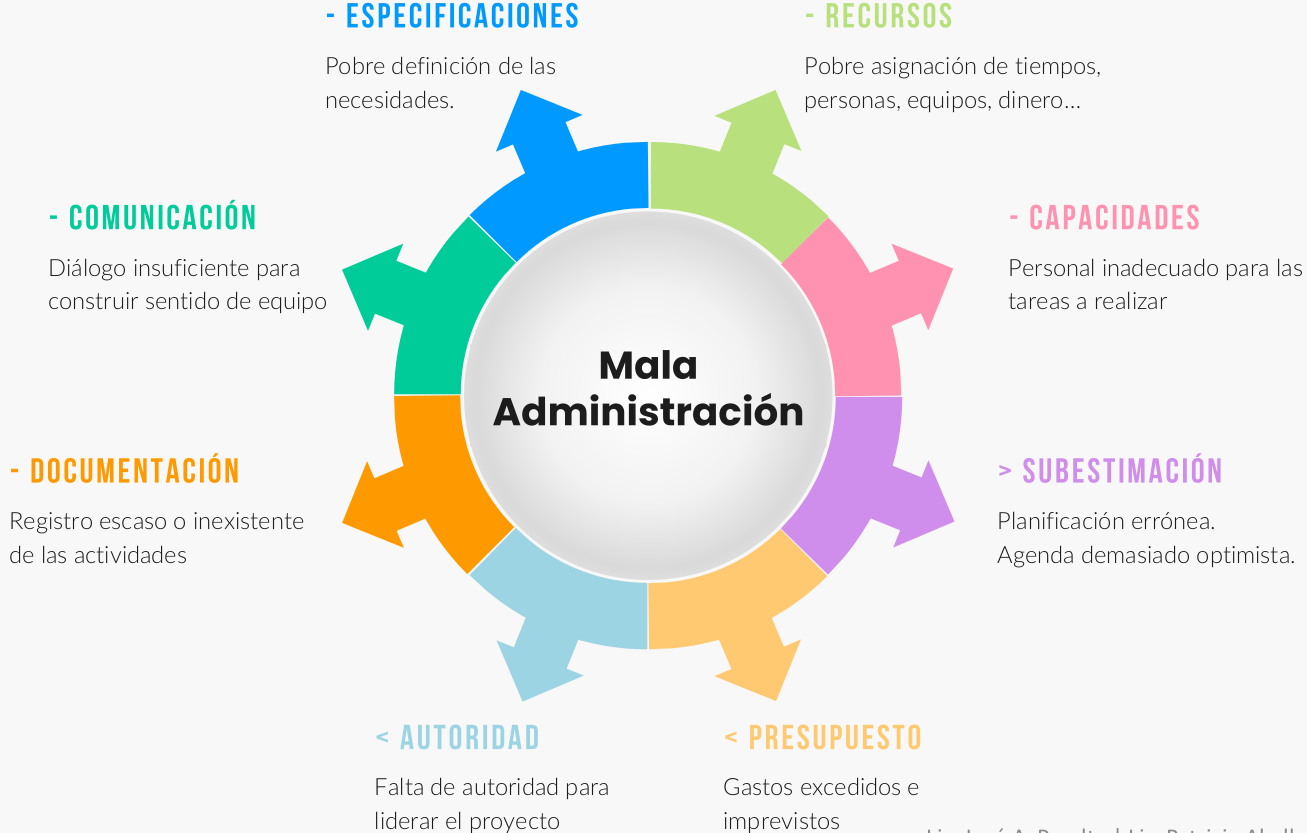 - ESPECIFICACIONES
Pobre definición de las
necesidades.
- RECURSOS
Pobre asignación de tiempos,
personas, equipos, dinero...
- COMUNICACIÓN
Diálogo insuficiente para
construir sentido de equipo
- CAPACIDADES
Personal inadecuado para las
tareas a realizar
Mala
Administración
- DOCUMENTACIÓN
Registro escaso o inexistente
de las actividades
> SUBESTIMACIÓN
Planificación errónea.
Agenda demasiado optimista.
< AUTORIDAD
Falta de autoridad para
liderar el proyecto
< PRESUPUESTO
Gastos excedidos e
imprevistos